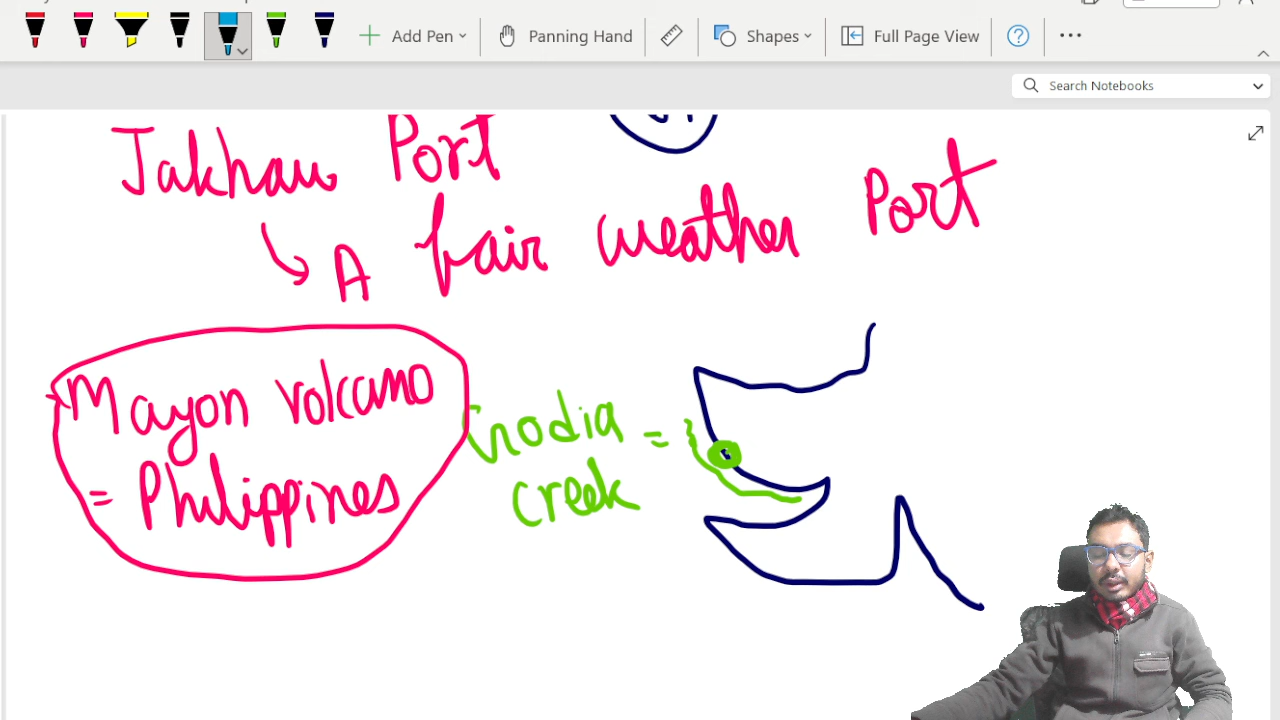 Add Pen
Panning Hand
Shapes
Full Page View
Search Notebooks
Jakhau Port
A fair weather Port
Mayon volcano
= Philippines
Godia =
creek